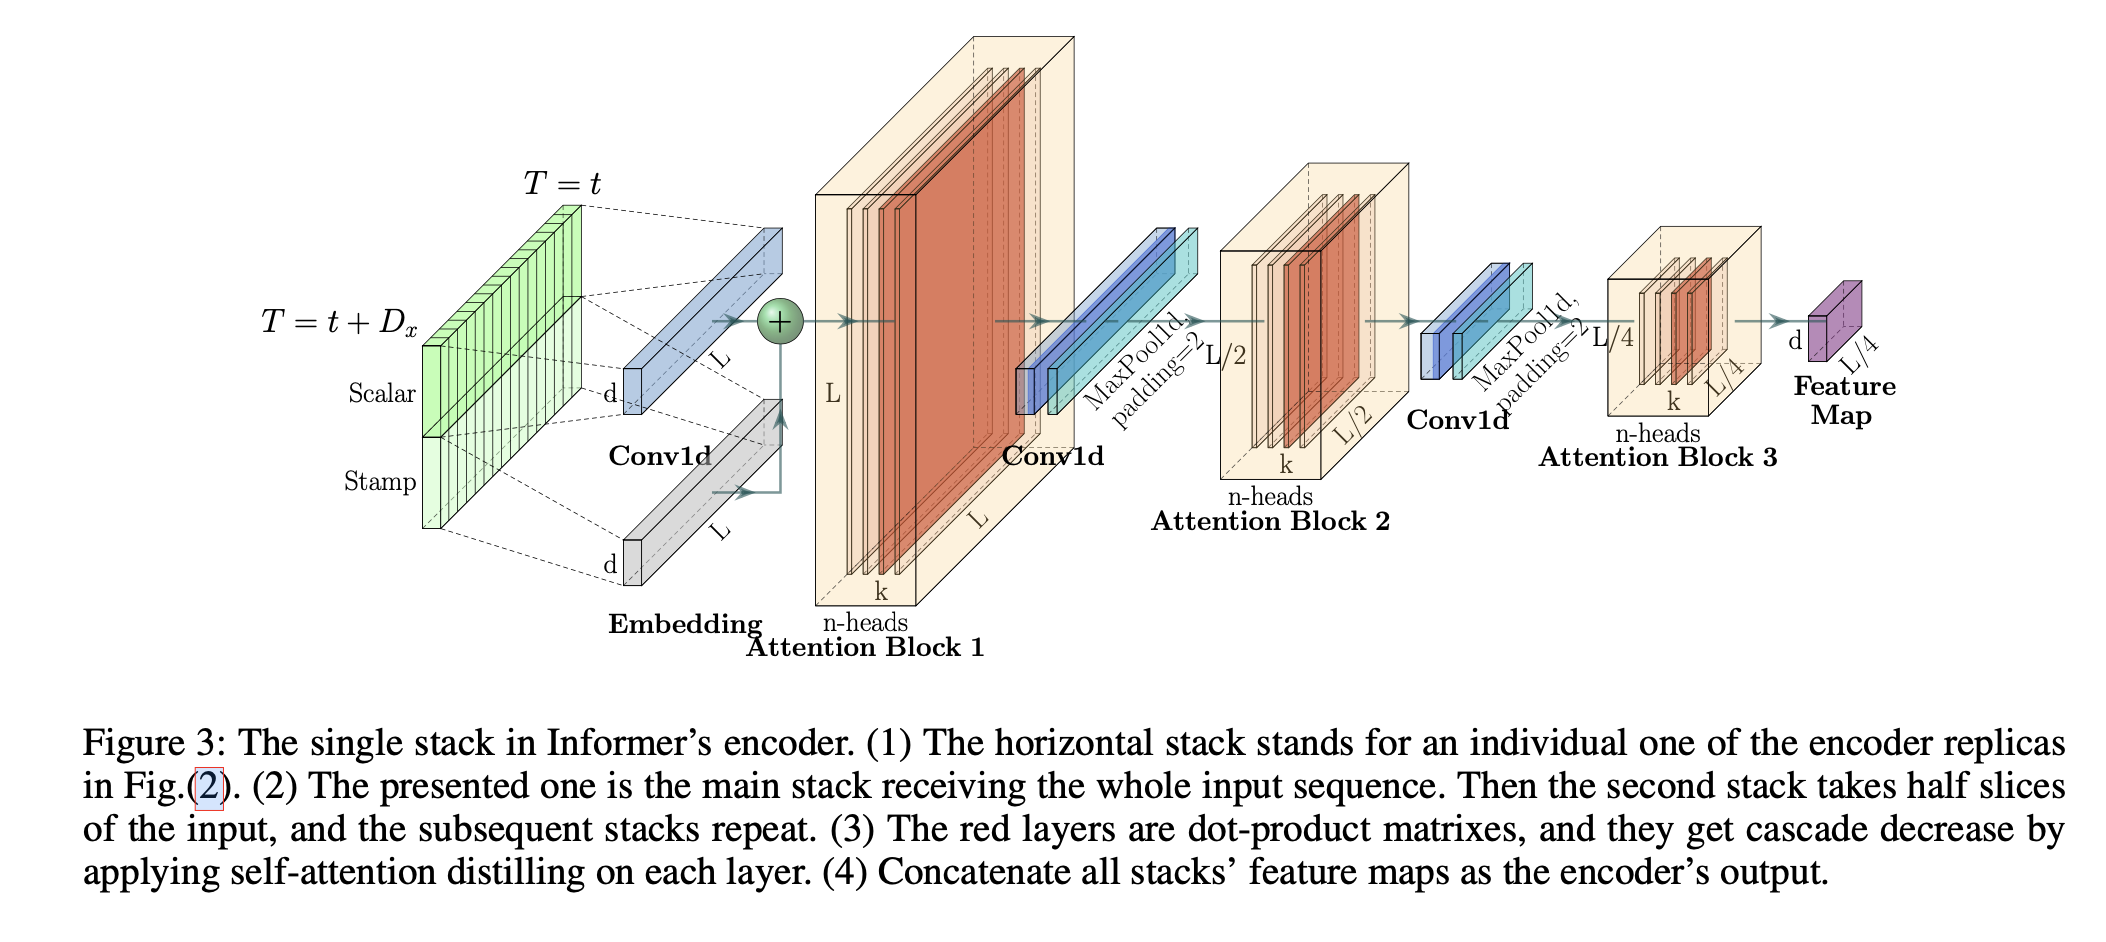 T = t
T = t + Dx
Scalar
Stamp
d
L
Conv1d
d
L
Embedding
+
L
k
L
n-heads
Attention Block 1
Conv1d
MaxPool1d,
padding=2
L/2
k
L/2
n-heads
Attention Block 2
Conv1d
MaxPool1d,
padding=2
L/4
k
L/4
n-heads
Attention Block 3
d
L/4
Feature
Map
Figure 3: The single stack in Informer’s encoder. (1) The horizontal stack stands for an individual one of the encoder replicas
in Fig.(2). (2) The presented one is the main stack receiving the whole input sequence. Then the second stack takes half slices
of the input, and the subsequent stacks repeat. (3) The red layers are dot-product matrixes, and they get cascade decrease by
applying self-attention distilling on each layer. (4) Concatenate all stacks’ feature maps as the encoder’s output.